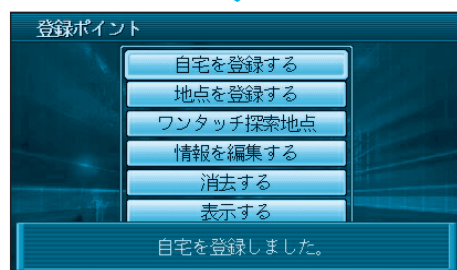 登録ポイント
自宅を登録する
地点を登録する
ワンタッチ探索地点
情報を編集する
消去する
表示する
自宅を登録しました。